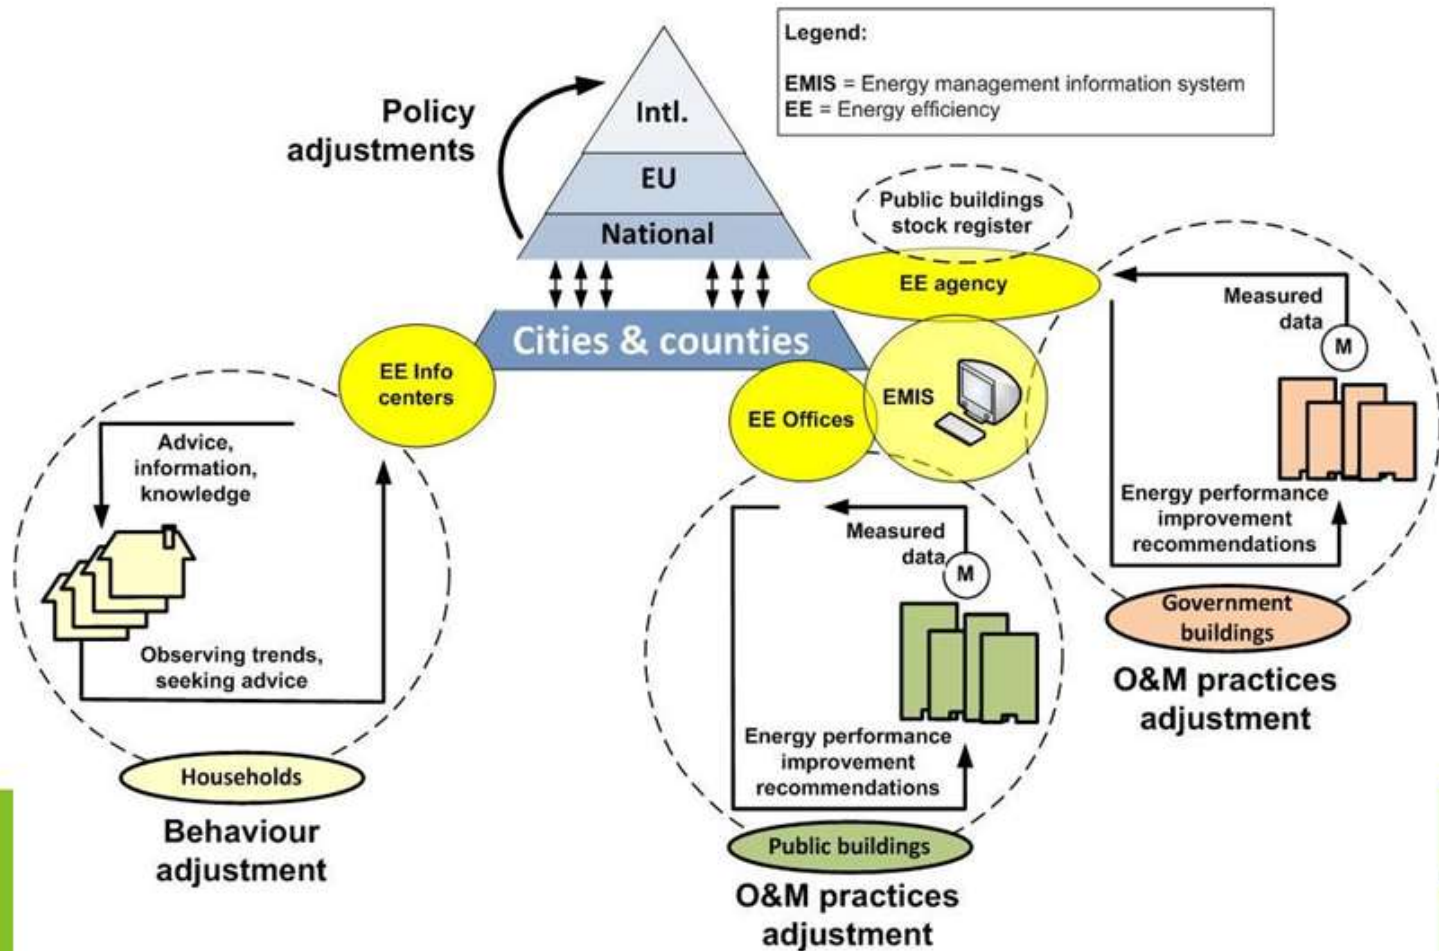 Legend:
EMIS = Energy management information system
EE = Energy efficiency
Policy
adjustments
Intl.
EU
National
Cities & counties
Public buildings
stock register
EE agency
EE Info
centers
EE Offices
EMIS
Measured
data
M
Energy performance
improvement
recommendations
Government
buildings
O&M practices
adjustment
Advice,
information,
knowledge
Observing trends,
seeking advice
Households
Behaviour
adjustment
Measured
data
M
Energy performance
improvement
recommendations
Public buildings
O&M practices
adjustment